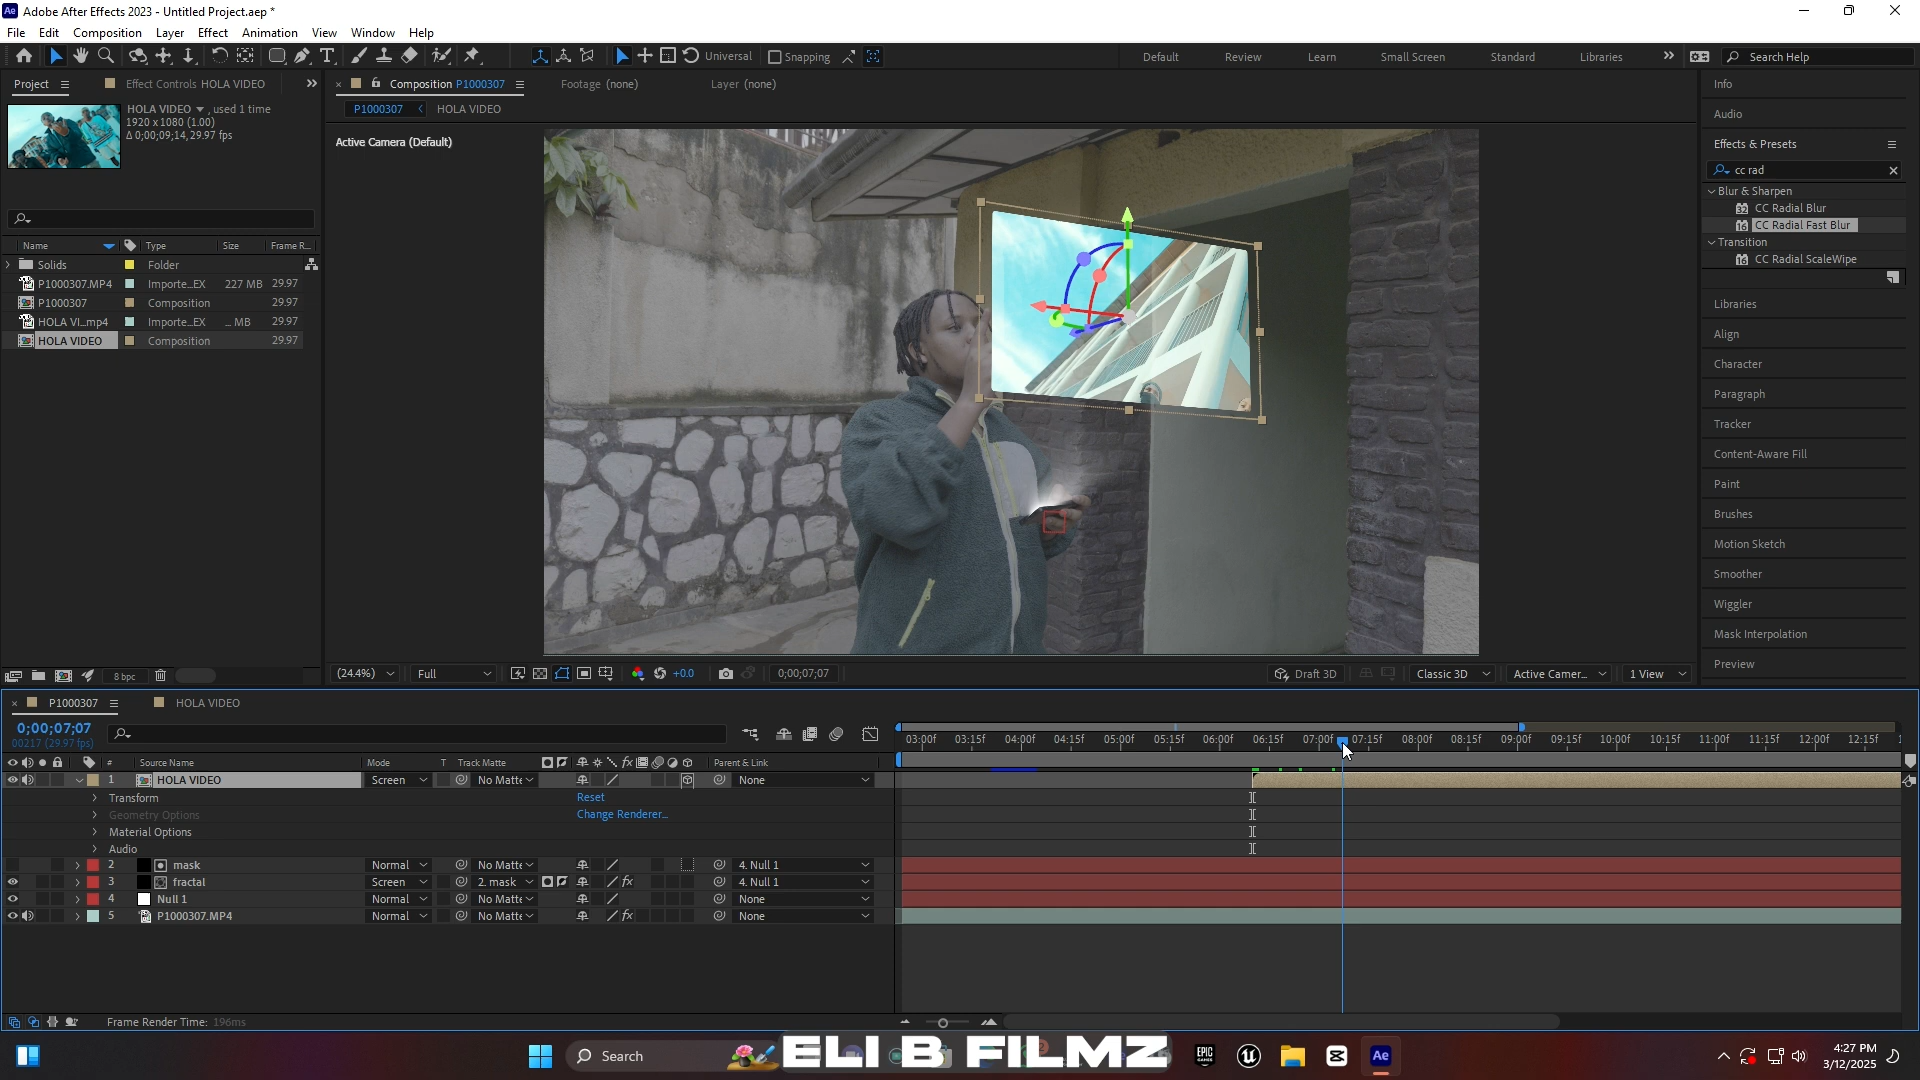 Adobe After Effects 2023 - Untitled Project.aep *
File Edit Composition Layer Effect Animation View Window Help
Universal Snapping Default Review Learn Small Screen Standard Libraries Search Help
Project Effect Controls HOLA VIDEO Composition P1000307 Footage (none) Layer (none)
HOLA VIDEO , used 1 time
1920 x 1080 (1.00)
Δ 0;00;09;14, 29.97 fps
P1000307 HOLA VIDEO
Active Camera (Default)
Name Type Size Frame R...
Solids Folder
P1000307.MP4 Importe...EX 227 MB 29.97
P1000307 Composition 29.97
HOLA VI...mp4 Importe...EX ... MB 29.97
HOLA VIDEO Composition 29.97
8 bpc
(24.4%) Full +0.0 0;00;07;07 Draft 3D Classic 3D Active Camer... 1 View
Info
Audio
Effects & Presets
cc rad
Blur & Sharpen
CC Radial Blur
CC Radial Fast Blur
Transition
CC Radial ScaleWipe
Libraries
Align
Character
Paragraph
Tracker
Content-Aware Fill
Paint
Brushes
Motion Sketch
Smoother
Wiggler
Mask Interpolation
Preview
P1000307 HOLA VIDEO
0;00;07;07
00217 (29.97 fps)
03:00f 03:15f 04:00f 04:15f 05:00f 05:15f 06:00f 06:15f 07:00f 07:15f 08:00f 08:15f 09:00f 09:15f 10:00f 10:15f 11:00f 11:15f 12:00f 12:15f
# Source Name Mode T Track Matte Parent & Link
1 HOLA VIDEO Screen No Matte None
Transform Reset
Geometry Options Change Renderer...
Material Options
Audio
2 mask Normal No Matte 4. Null 1
3 fractal Screen 2. mask fx 4. Null 1
4 Null 1 Normal No Matte None
5 P1000307.MP4 Normal No Matte fx None
Frame Render Time: 196ms
Search
ELI B FILMZ
EPIC GAMES
Ae
4:27 PM
3/12/2025